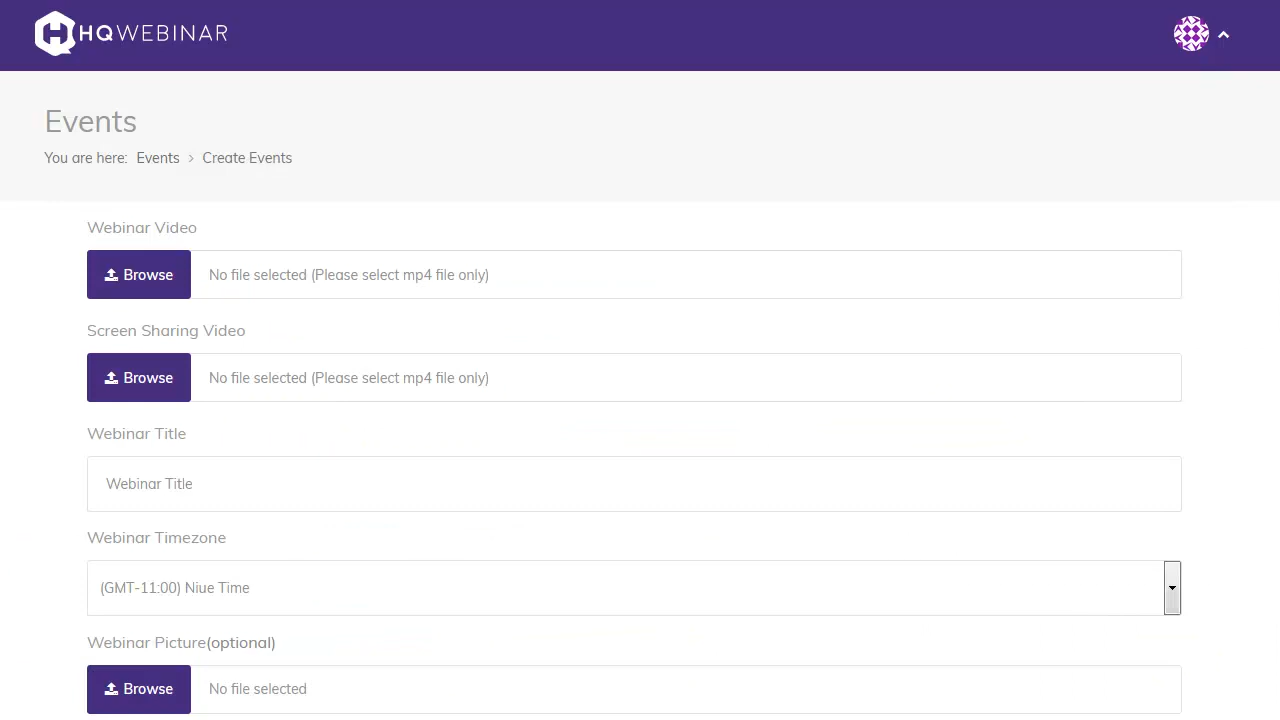 HQWEBINAR
Events
You are here: Events > Create Events
Webinar Video
Browse No file selected (Please select mp4 file only)
Screen Sharing Video
Browse No file selected (Please select mp4 file only)
Webinar Title
Webinar Title
Webinar Timezone
(GMT-11:00) Niue Time
Webinar Picture(optional)
Browse No file selected